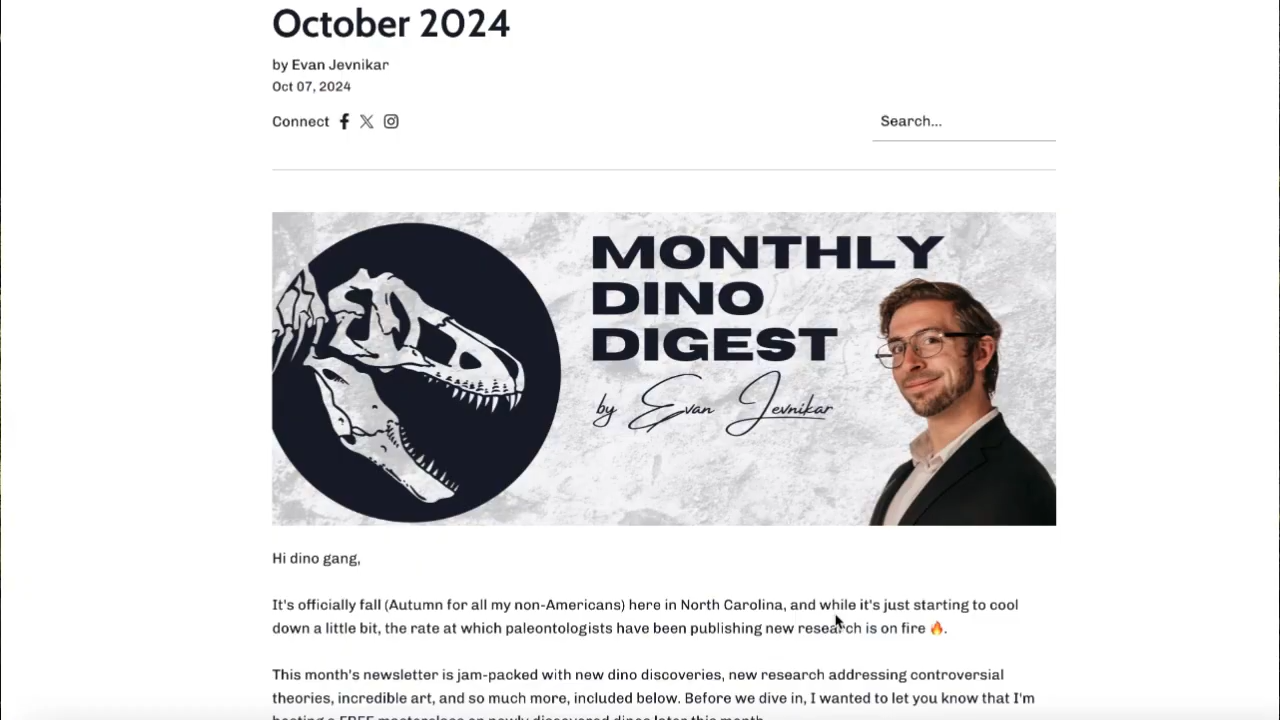 October 2024
by Evan Jevnikar
Oct 07, 2024
Connect
Search...
MONTHLY
DINO
DIGEST
by Evan Jevnikar
Hi dino gang,
It's officially fall (Autumn for all my non-Americans) here in North Carolina, and while it's just starting to cool
down a little bit, the rate at which paleontologists have been publishing new research is on fire 🔥.
This month's newsletter is jam-packed with new dino discoveries, new research addressing controversial
theories, incredible art, and so much more, included below. Before we dive in, I wanted to let you know that I'm
hosting a FREE masterclass on newly discovered dinos later this month.